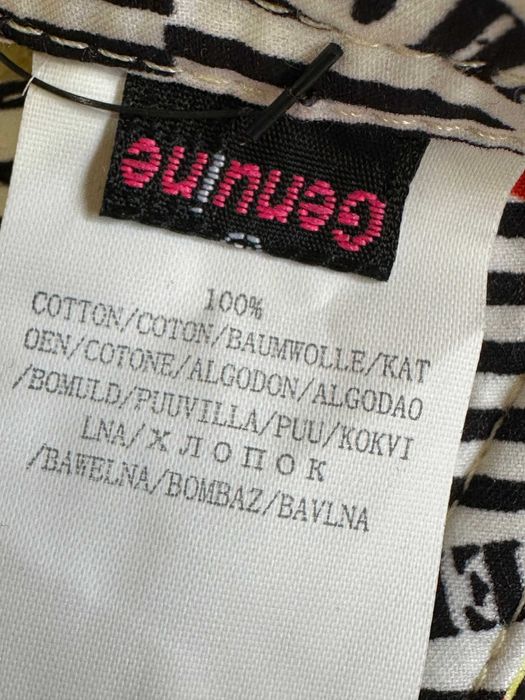 Genuine
100%
COTTON/COTON/BAUMWOLLE/KAT
OEN/COTONE/ALGODON/ALGODAO
/BOMULD/PUUVILLA/PUU/KOKVI
LNA/ХЛОПОК
/BAWELNA/BOMBAZ/BAVLNA